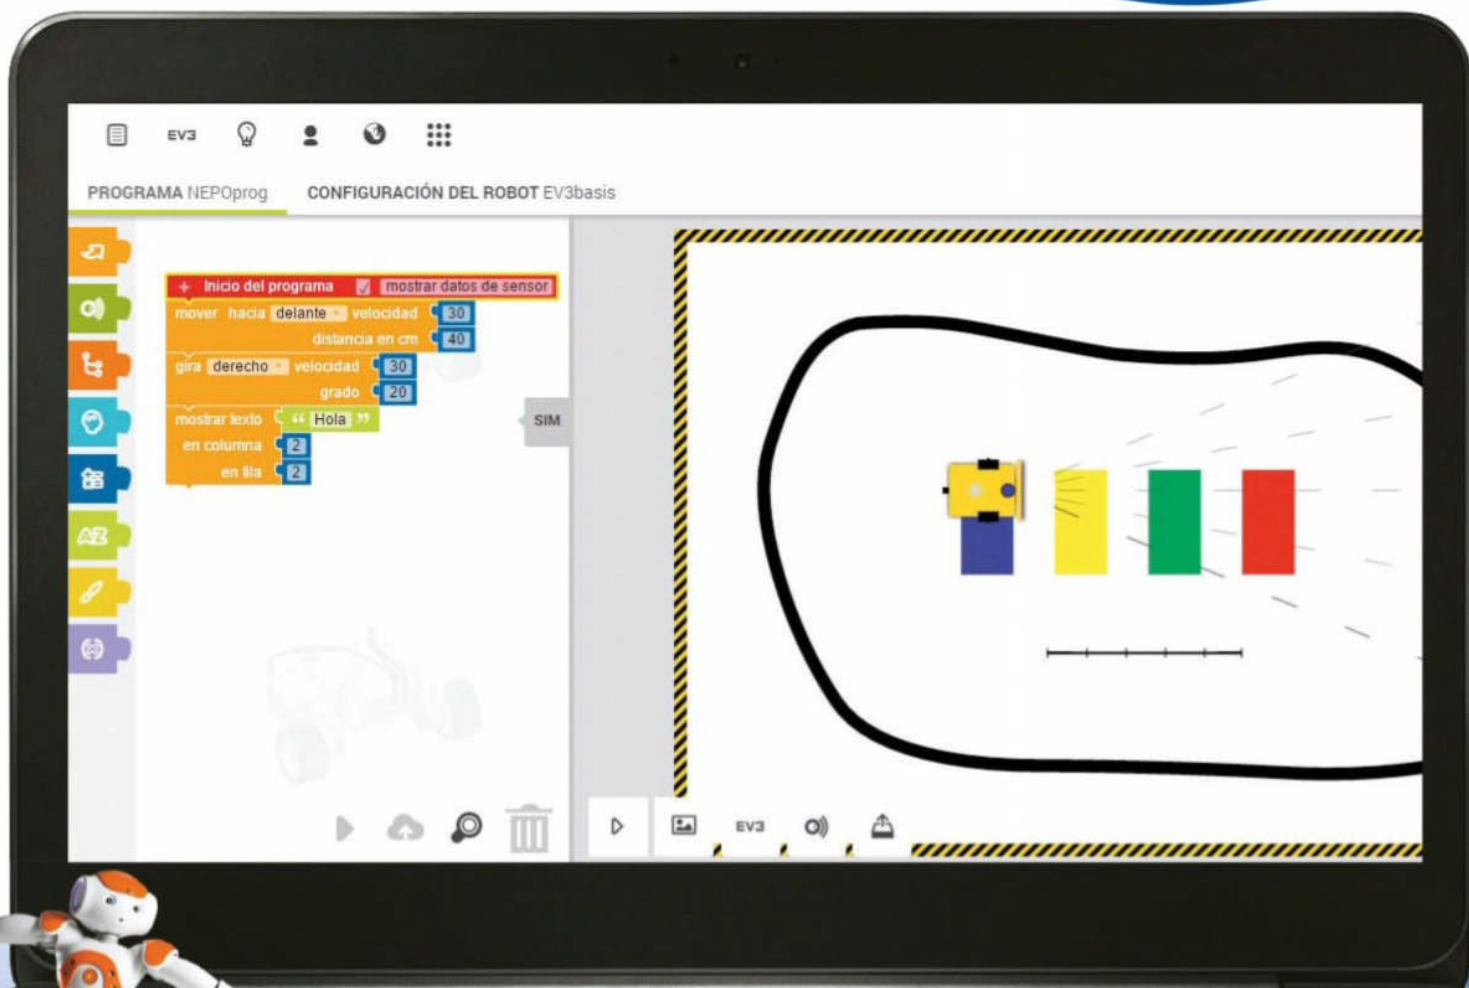 EV3
PROGRAMA NEPOprog CONFIGURACIÓN DEL ROBOT EV3basis
+ Inicio del programa mostrar datos de sensor
mover hacia delante velocidad 30
distancia en cm 40
gira derecho velocidad 30
grado 20
mostrar texto “ Hola ”
en columna 2
en fila 2
SIM
EV3